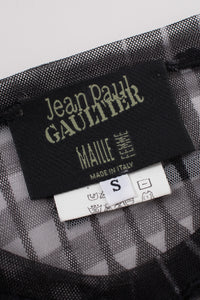 Jean Paul
GAULTIER
MAILLE FEMME
MADE IN ITALY
S